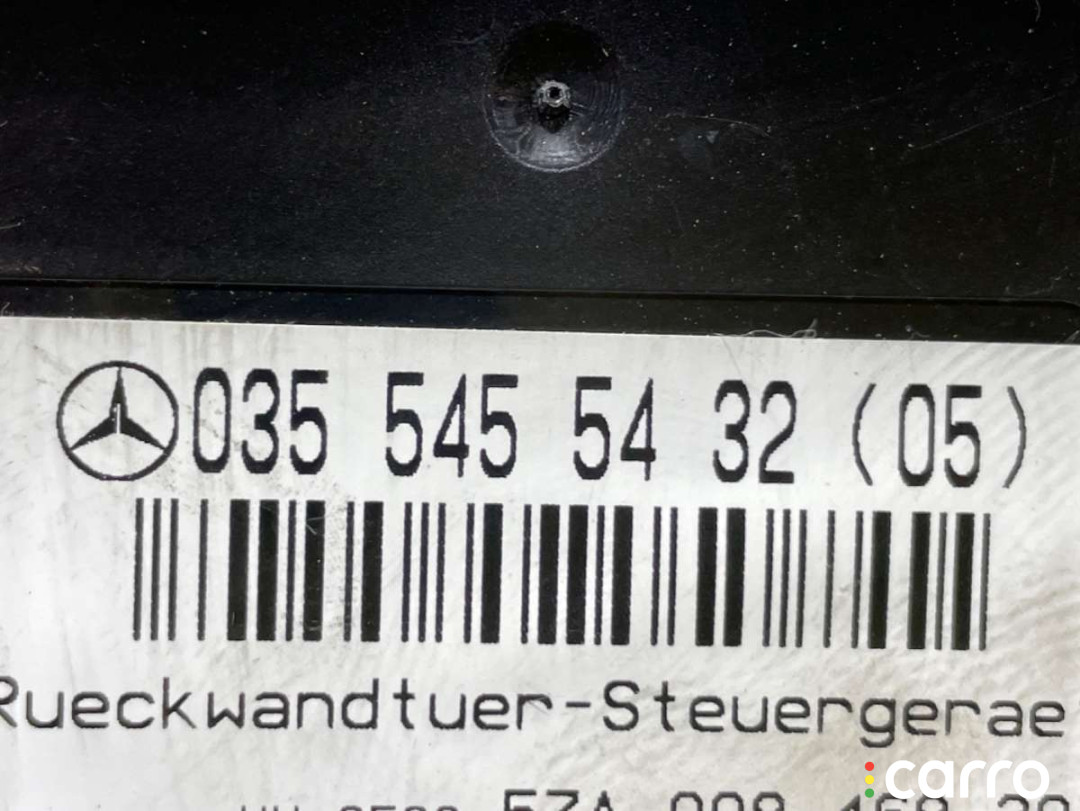 035 545 54 32 (05)
Rueckwandtuer-Steuergerae
carro